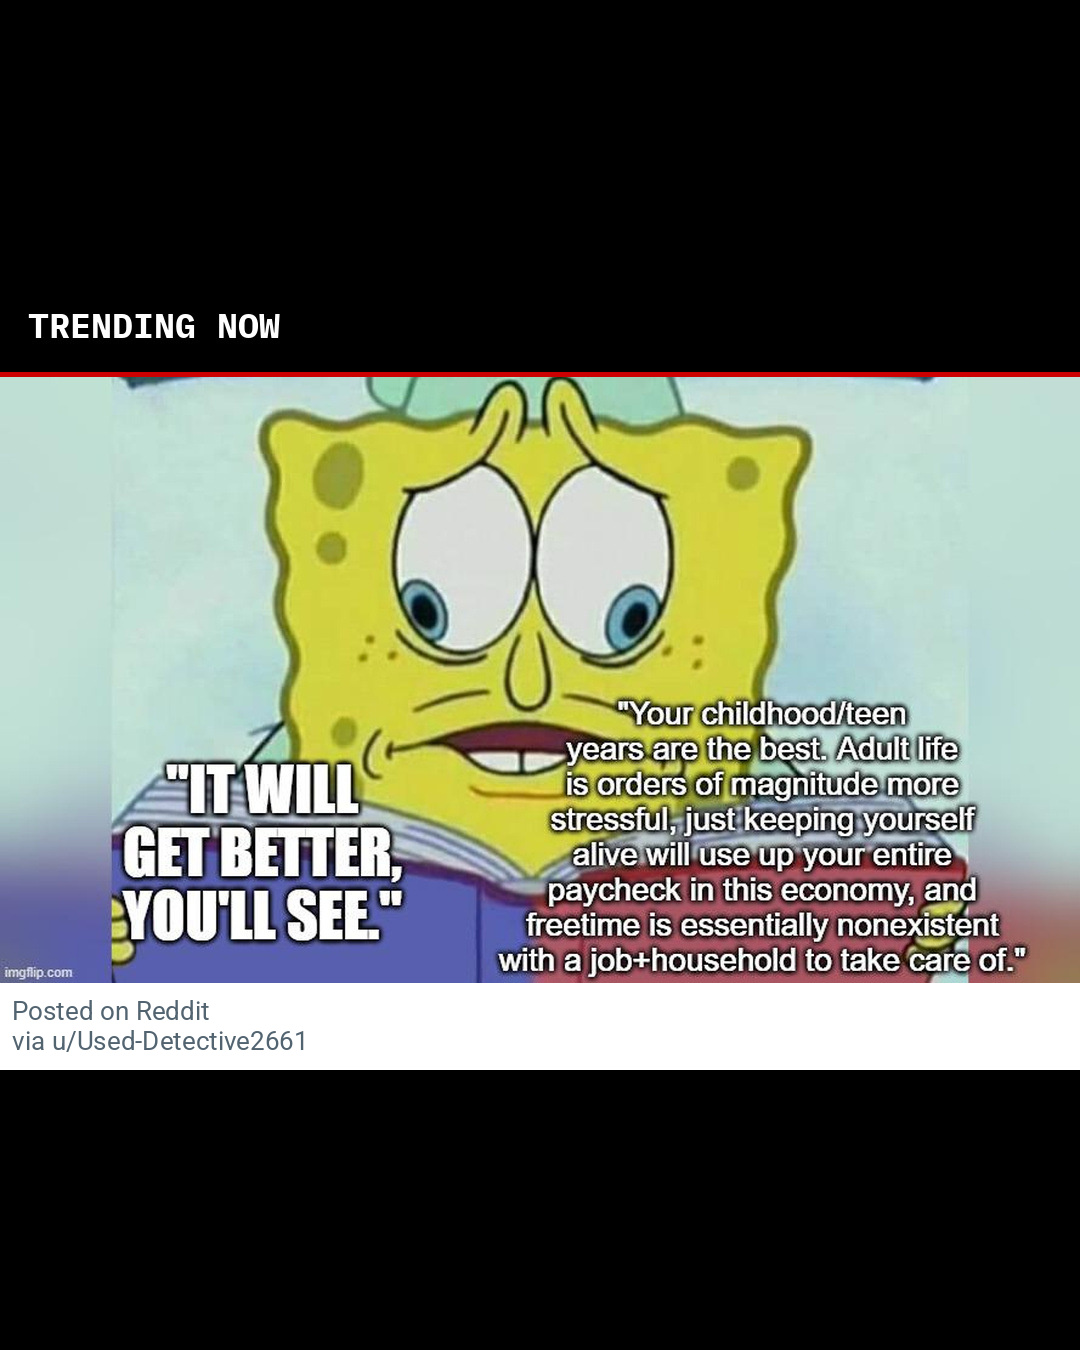 TRENDING NOW
"IT WILL
GET BETTER,
YOU'LL SEE."
"Your childhood/teen
years are the best. Adult life
is orders of magnitude more
stressful, just keeping yourself
alive will use up your entire
paycheck in this economy, and
freetime is essentially nonexistent
with a job+household to take care of."
imgflip.com
Posted on Reddit
via u/Used-Detective2661